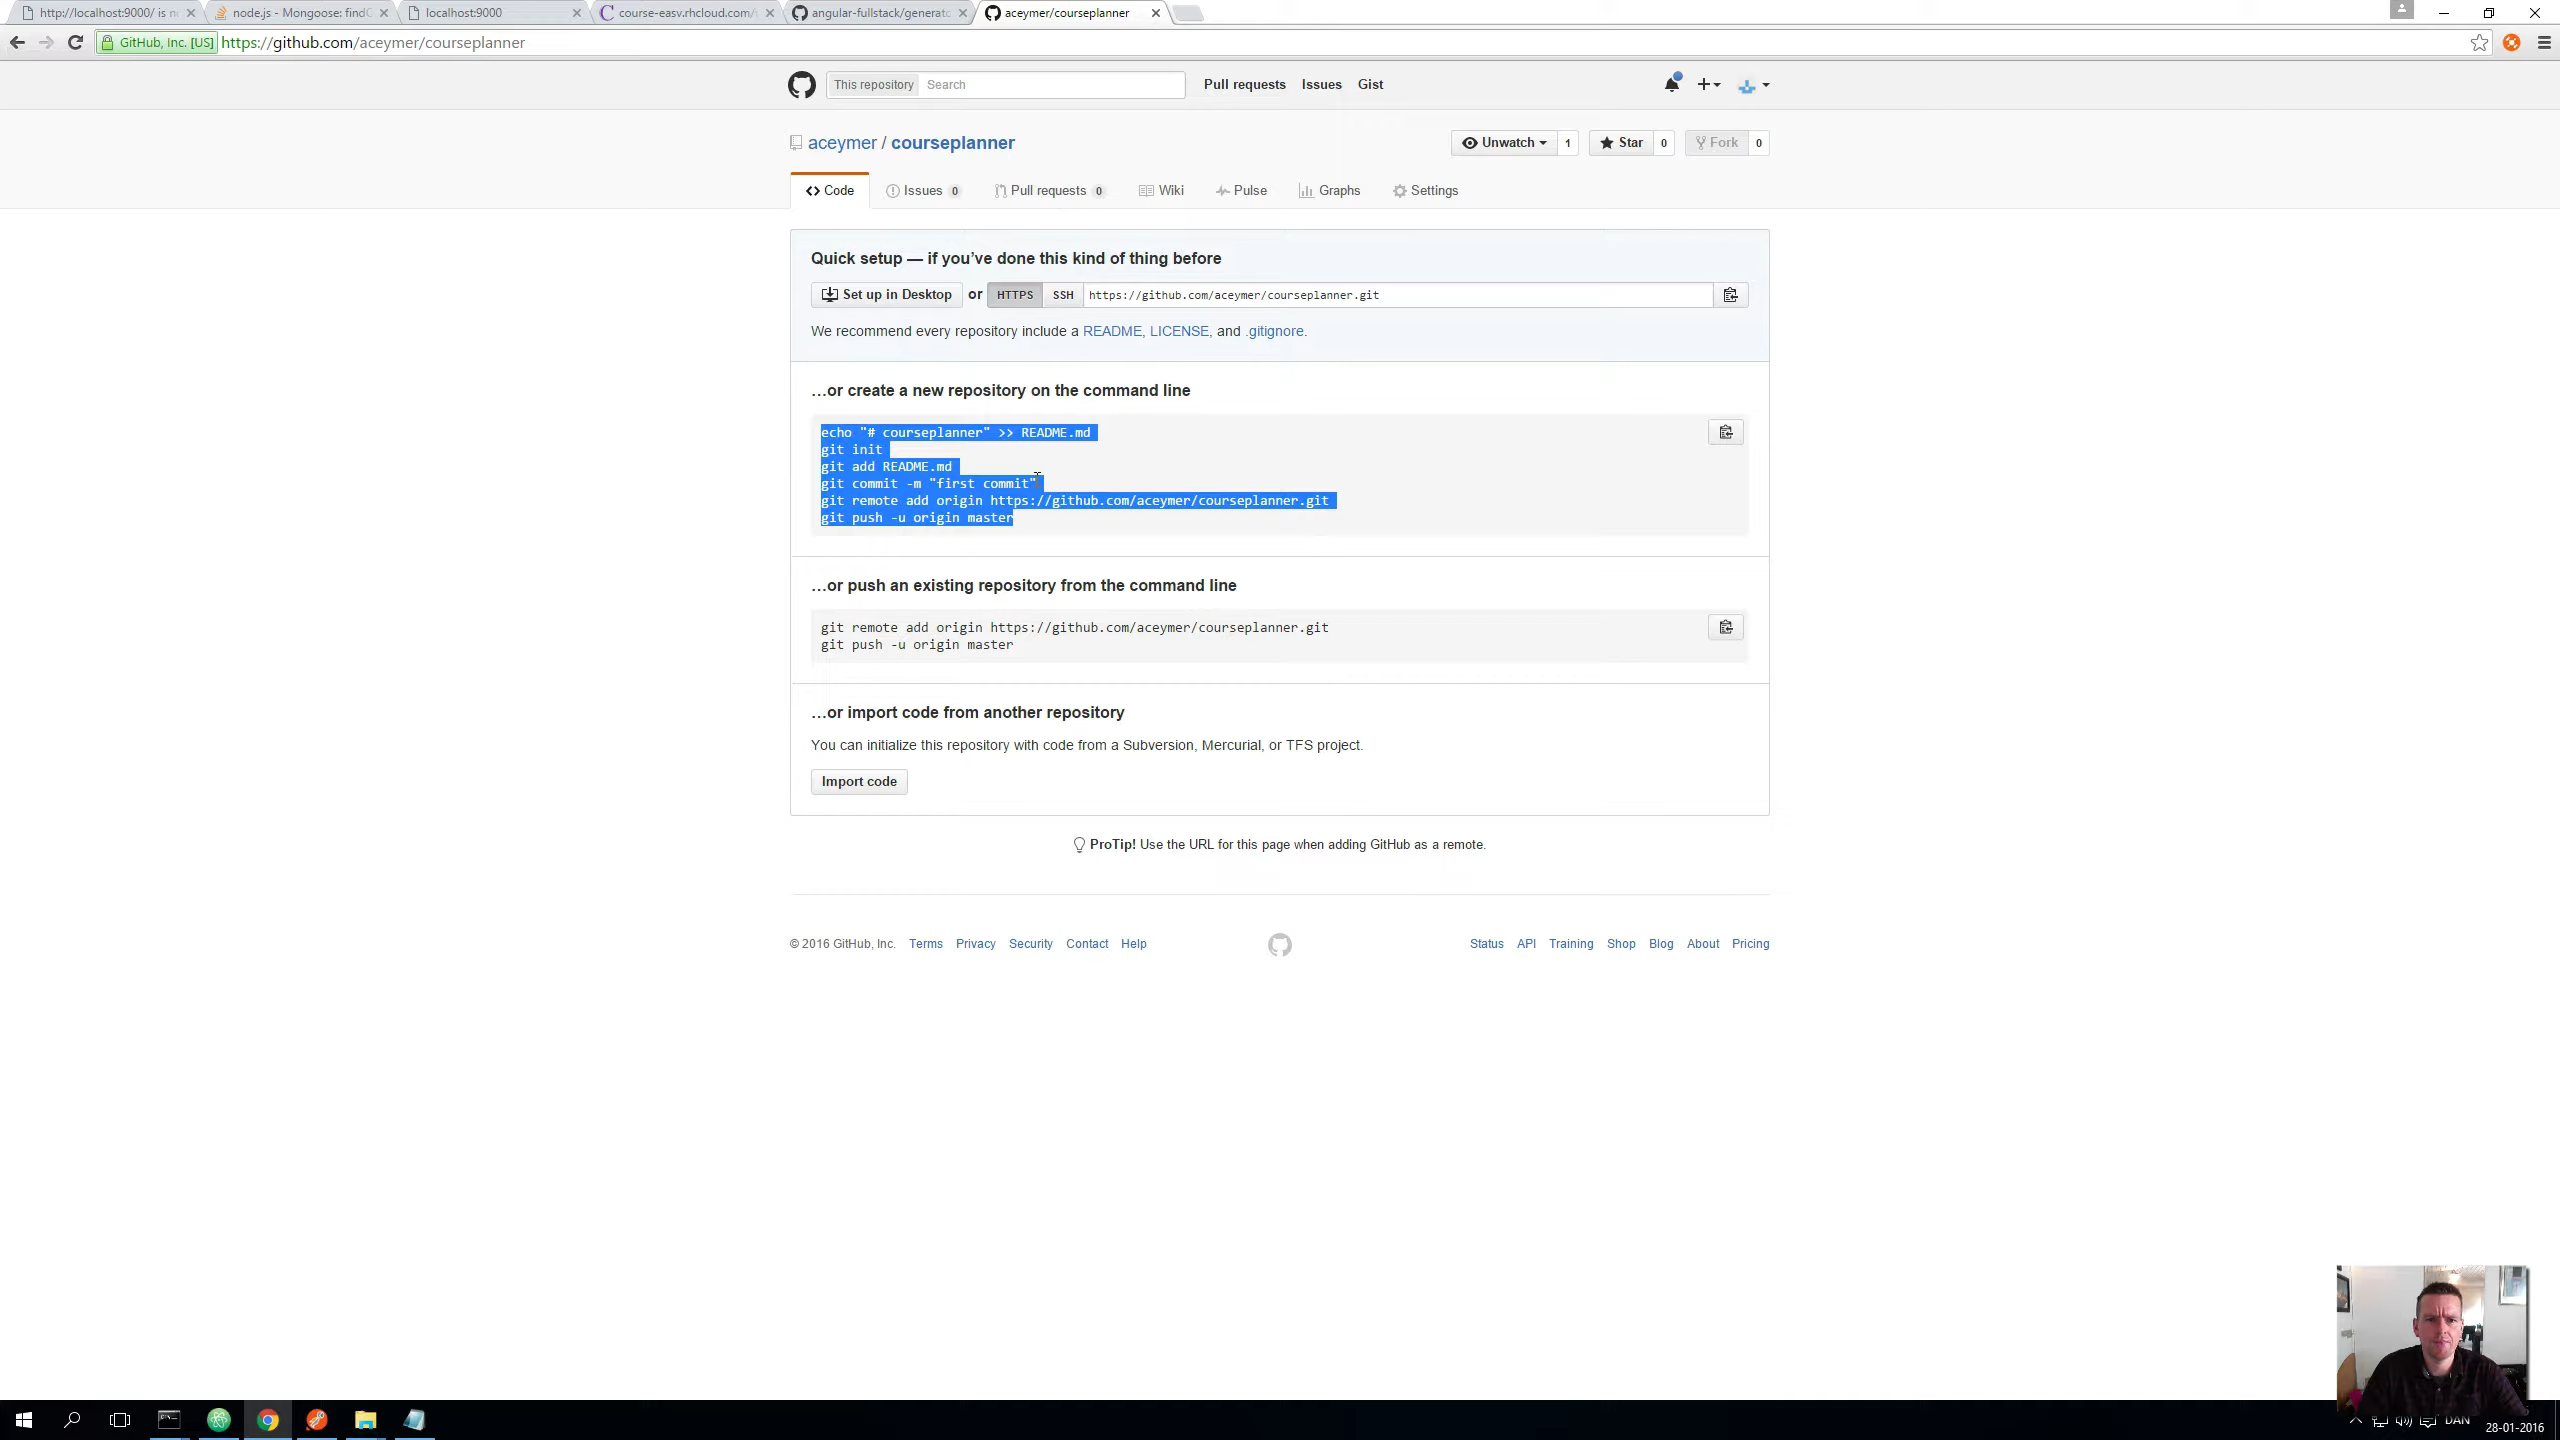 http://localhost:9000/ is n
node.js - Mongoose: find
localhost:9000
course-easv.rhcloud.com/
angular-fullstack/generato
aceymer/courseplanner
GitHub, Inc. [US] https://github.com/aceymer/courseplanner
This repository Search Pull requests Issues Gist
aceymer / courseplanner Unwatch 1 Star 0 Fork 0
Code Issues 0 Pull requests 0 Wiki Pulse Graphs Settings
Quick setup — if you’ve done this kind of thing before
Set up in Desktop or HTTPS SSH https://github.com/aceymer/courseplanner.git
We recommend every repository include a README, LICENSE, and .gitignore.
…or create a new repository on the command line
echo "# courseplanner" >> README.md
git init
git add README.md
git commit -m "first commit"
git remote add origin https://github.com/aceymer/courseplanner.git
git push -u origin master
…or push an existing repository from the command line
git remote add origin https://github.com/aceymer/courseplanner.git
git push -u origin master
…or import code from another repository
You can initialize this repository with code from a Subversion, Mercurial, or TFS project.
Import code
ProTip! Use the URL for this page when adding GitHub as a remote.
© 2016 GitHub, Inc. Terms Privacy Security Contact Help Status API Training Shop Blog About Pricing
DAN
28-01-2016